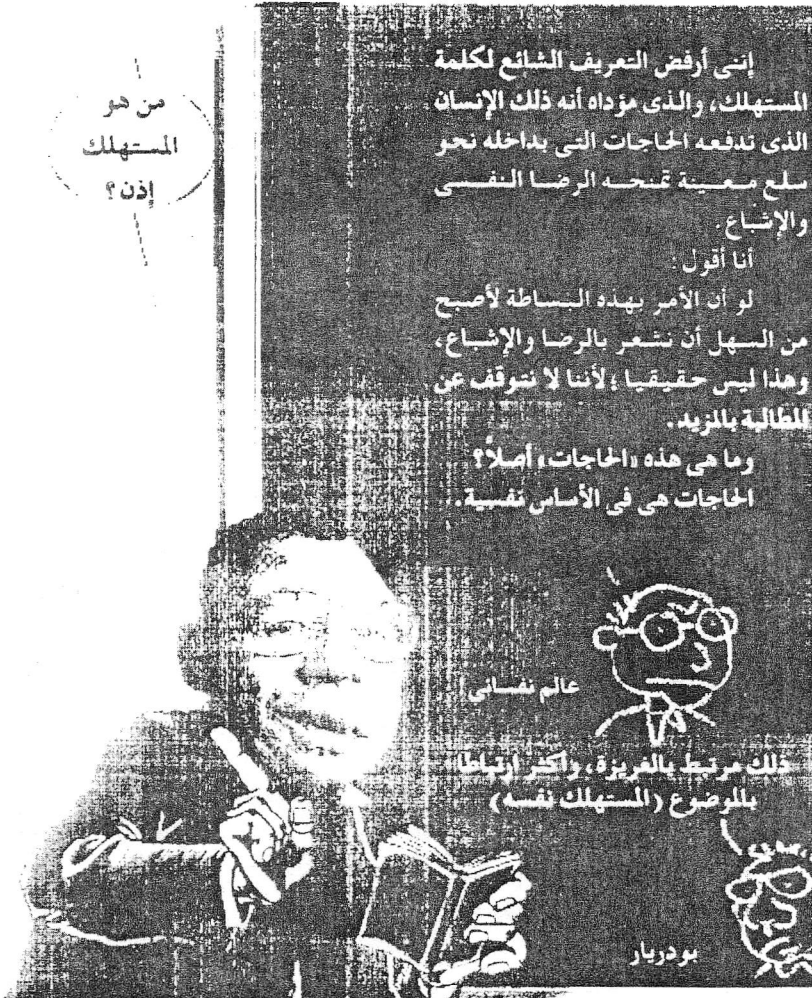 من هو
المستهلك
إذن؟
إننى أرفض التعريف الشائع لكلمة
المستهلك، والذى مؤداه أنه ذلك الإنسان
الذى تدفعه الحاجات التى بداخله نحو
سلع معينة تمنحه الرضا النفسى
والإشباع.
أنا أقول:
لو أن الأمر بهذه البساطة لأصبح
من السهل أن نشعر بالرضا والإشباع،
وهذا ليس حقيقيا؛ لأننا لا نتوقف عن
المطالبة بالمزيد.
وما هى هذه «الحاجات» أصلاً؟
الحاجات هى فى الأساس نفسية.
عالم نفسانى
ذلك مرتبط بالغريزة، وأكثر ارتباطا
بالموضوع (المستهلك نفسه)
بودريار